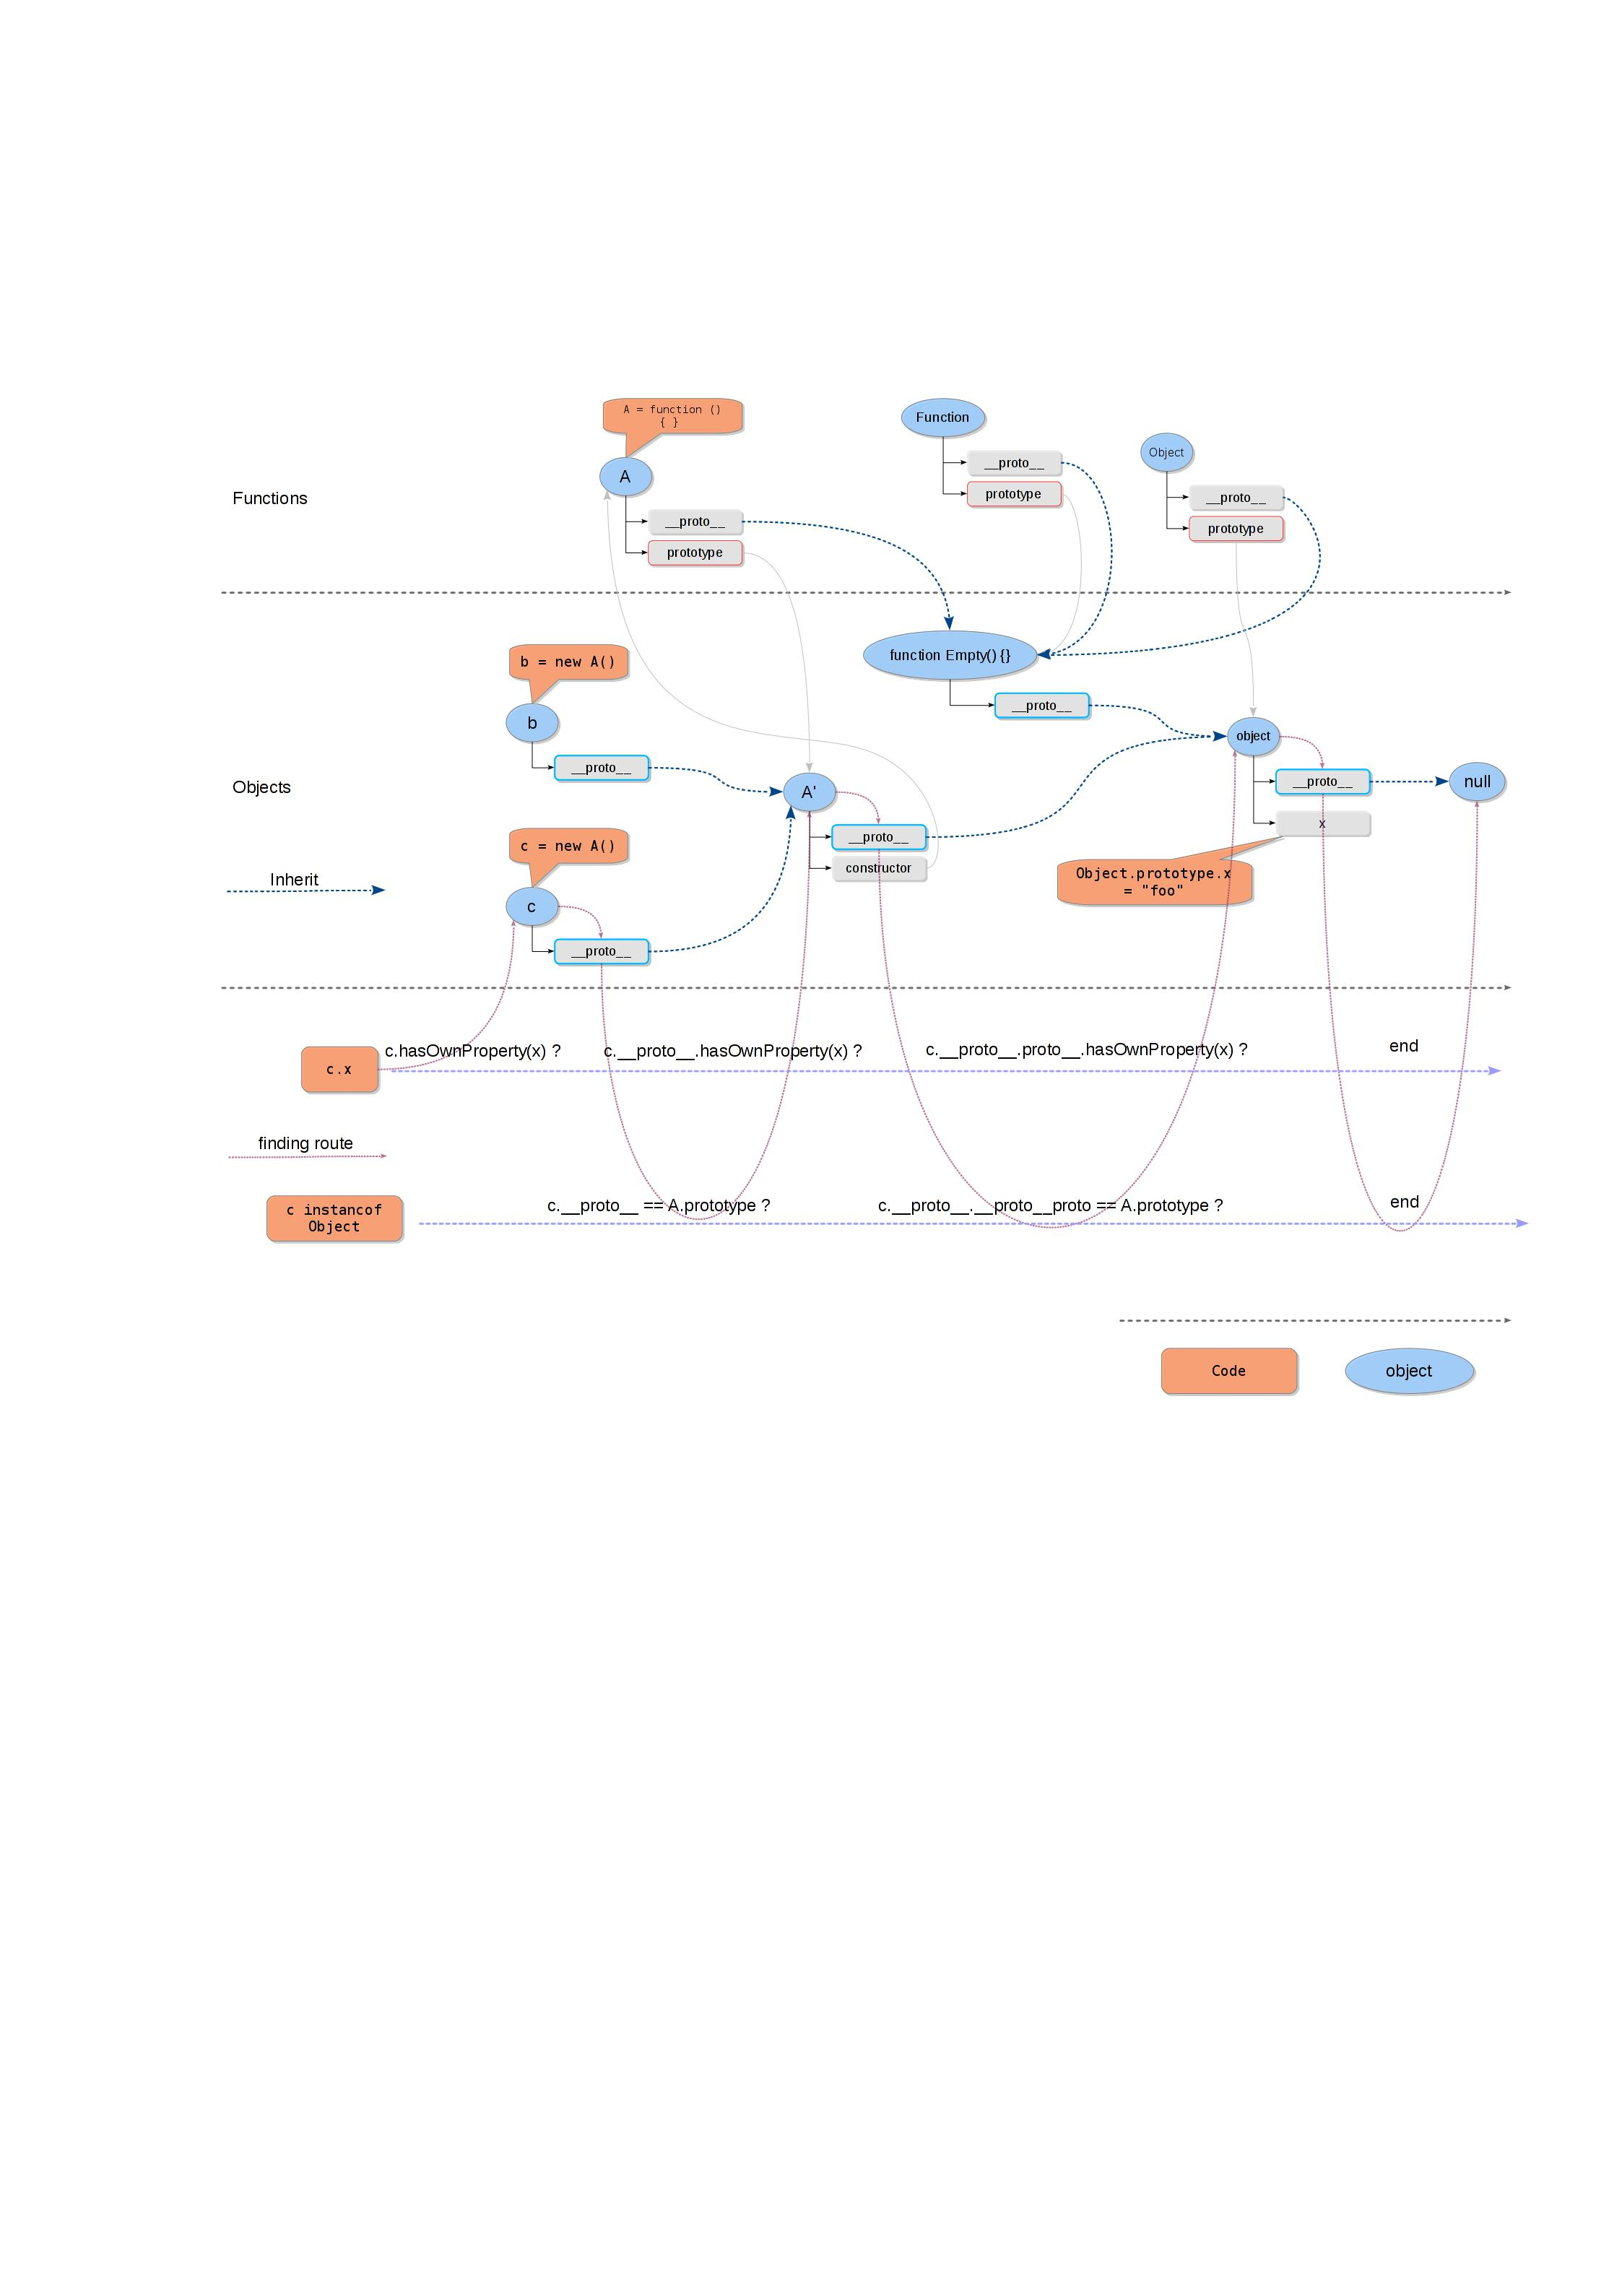 A = function ()
{ }
Function
Object
A
__proto__
prototype
__proto__
prototype
__proto__
prototype
Functions
b = new A()
function Empty() {}
__proto__
b
object
__proto__
Objects
A'
__proto__
null
x
c = new A()
__proto__
constructor
Object.prototype.x
= "foo"
Inherit
c
__proto__
c.x
c.hasOwnProperty(x) ?
c.__proto__.hasOwnProperty(x) ?
c.__proto__.proto__.hasOwnProperty(x) ?
end
finding route
c instancof
Object
c.__proto__ == A.prototype ?
c.__proto__.__proto__proto == A.prototype ?
end
Code
object